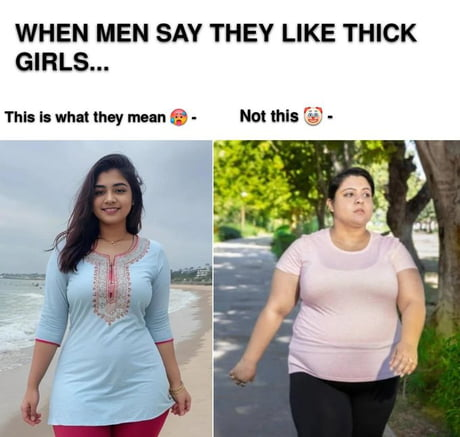 WHEN MEN SAY THEY LIKE THICK
GIRLS...
This is what they mean 🥵 -
Not this 🤡 -